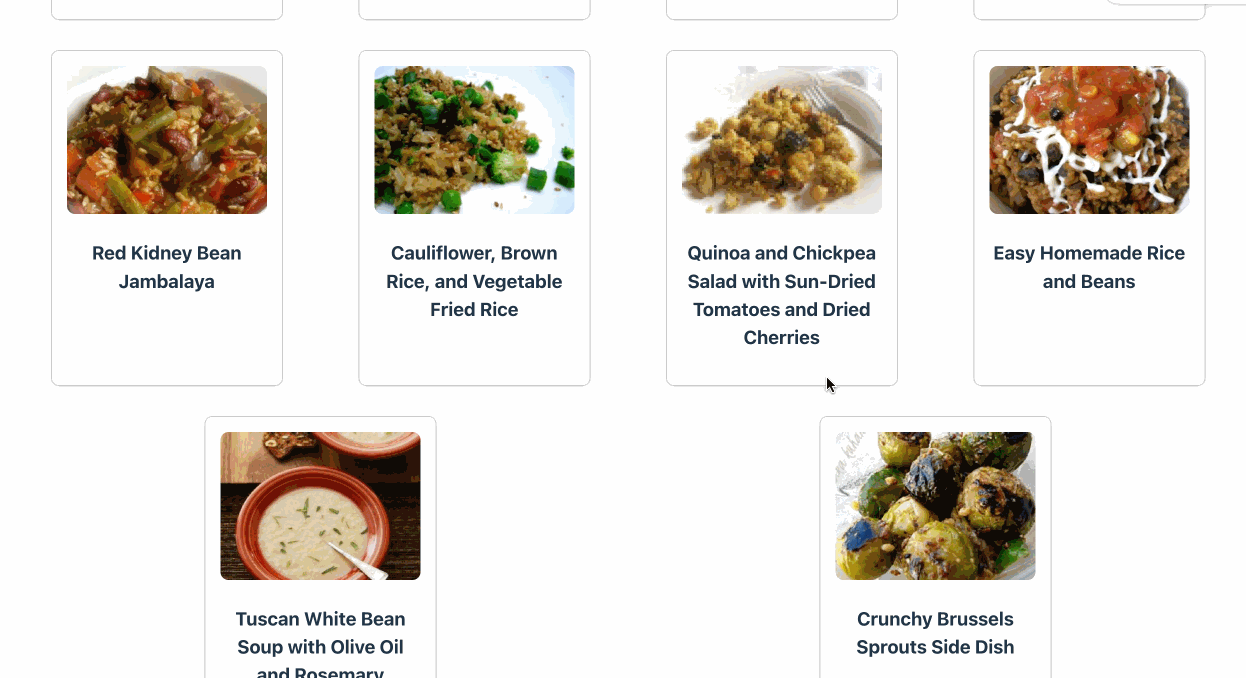 Red Kidney Bean
Jambalaya
Cauliflower, Brown
Rice, and Vegetable
Fried Rice
Quinoa and Chickpea
Salad with Sun-Dried
Tomatoes and Dried
Cherries
Easy Homemade Rice
and Beans
Tuscan White Bean
Soup with Olive Oil
and Rosemary
Crunchy Brussels
Sprouts Side Dish